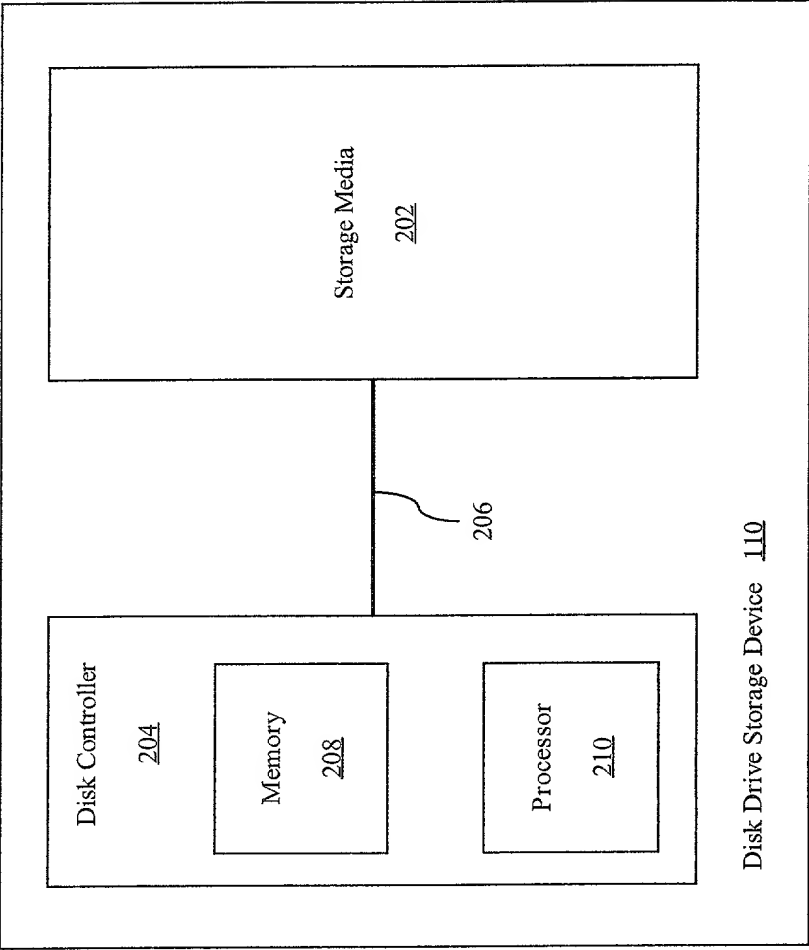 Disk Controller
204
Memory
208
Processor
210
206
Storage Media
202
Disk Drive Storage Device 110